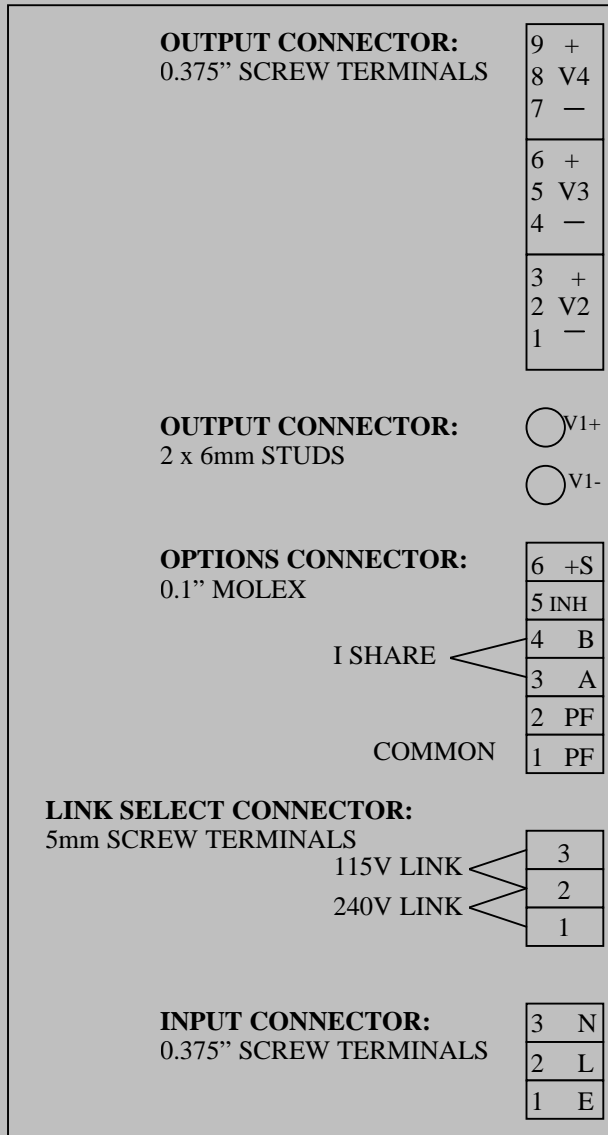 OUTPUT CONNECTOR:
0.375” SCREW TERMINALS
9 +
8 V4
7 —
6 +
5 V3
4 —
3 +
2 V2
1 —
OUTPUT CONNECTOR:
2 x 6mm STUDS
V1+
V1-
OPTIONS CONNECTOR:
0.1” MOLEX
6 +S
5 INH
I SHARE
4 B
3 A
2 PF
COMMON 1 PF
LINK SELECT CONNECTOR:
5mm SCREW TERMINALS
115V LINK
240V LINK
3
2
1
INPUT CONNECTOR:
0.375” SCREW TERMINALS
3 N
2 L
1 E